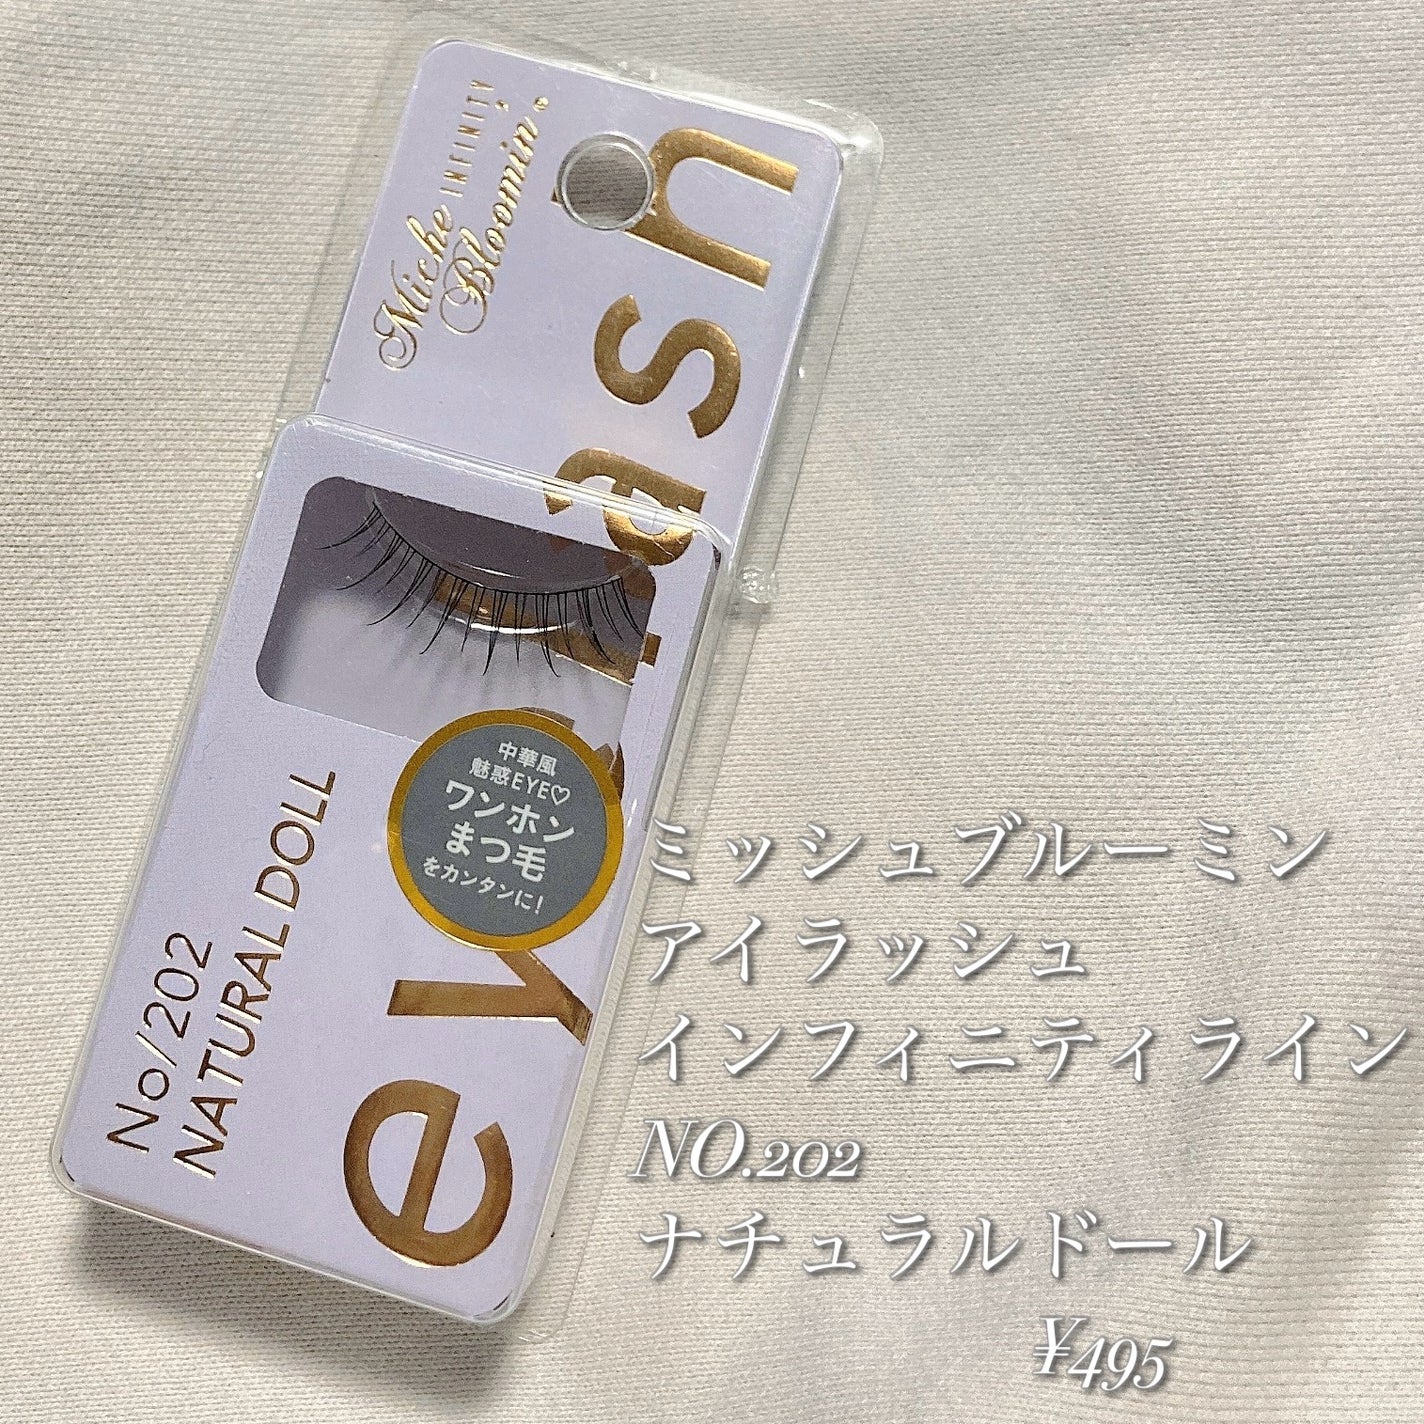 Miche INFINITY
Bloomin'
eyelash
中華風
魅惑EYE♡
ワンホン
まつ毛
をカンタンに!
No/202
NATURAL DOLL
ミッシュブルーミン
アイラッシュ
インフィニティライン
NO.202
ナチュラルドール
¥495